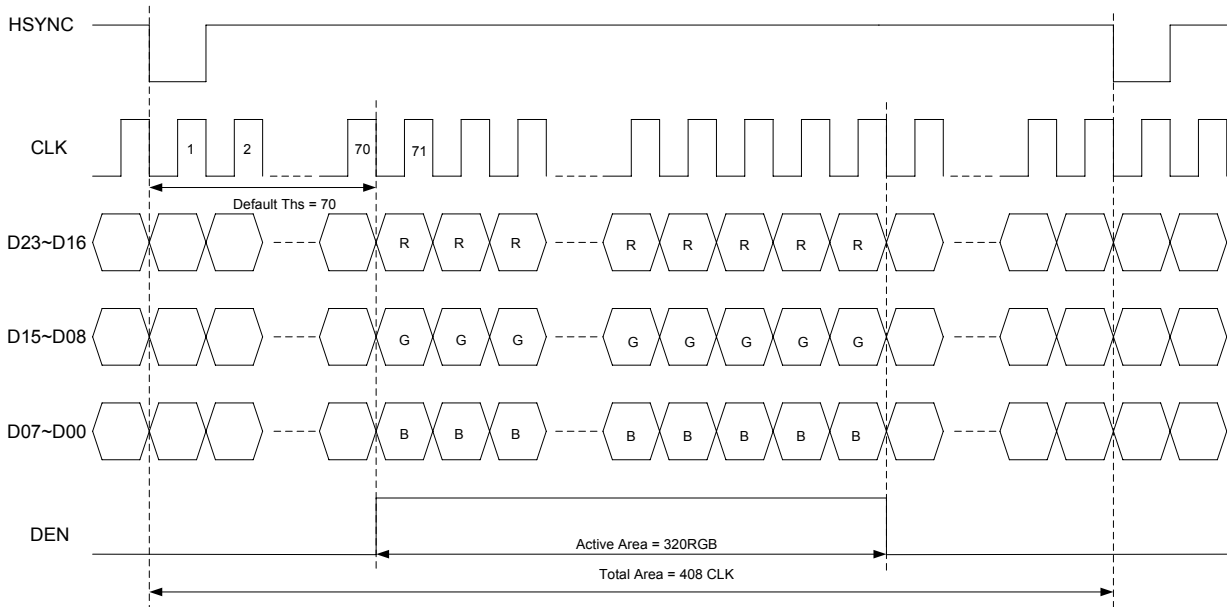 HSYNC
CLK
1 2 70 71
Default Ths = 70
D23~D16
R R R R R R R R
D15~D08
G G G G G G G G
D07~D00
B B B B B B B B
DEN
Active Area = 320RGB
Total Area = 408 CLK